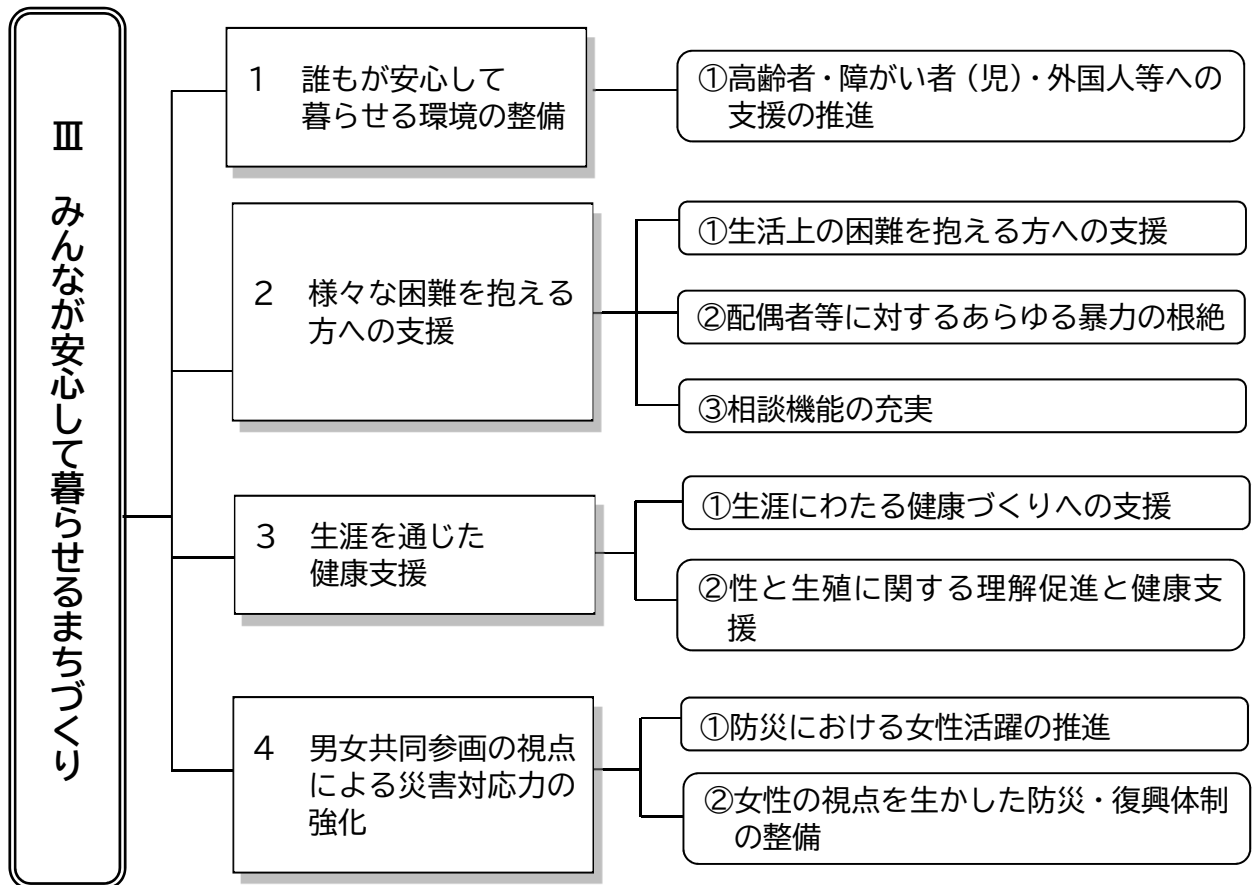 Ⅲ　みんなが安心して暮らせるまちづくり
1　誰もが安心して
暮らせる環境の整備
①高齢者・障がい者（児）・外国人等への
支援の推進
2　様々な困難を抱える
方への支援
①生活上の困難を抱える方への支援
②配偶者等に対するあらゆる暴力の根絶
③相談機能の充実
3　生涯を通じた
健康支援
①生涯にわたる健康づくりへの支援
②性と生殖に関する理解促進と健康支
援
4　男女共同参画の視点
による災害対応力の
強化
①防災における女性活躍の推進
②女性の視点を生かした防災・復興体制
の整備